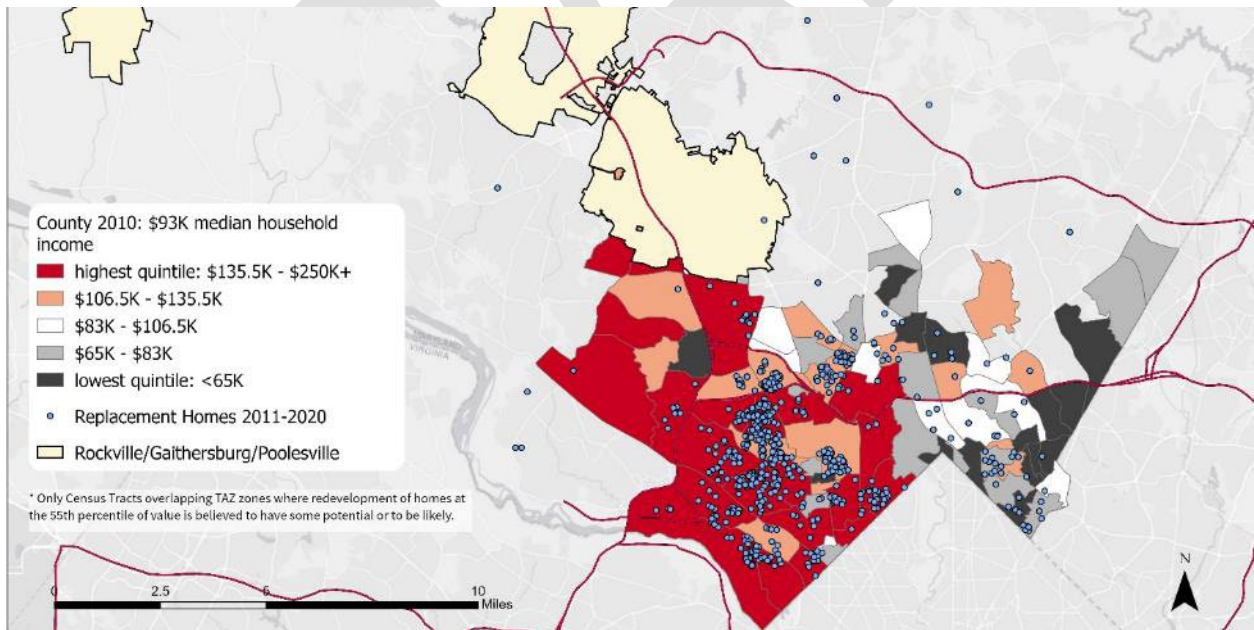 County 2010: $93K median household
income
highest quintile: $135.5K - $250K+
$106.5K - $135.5K
$83K - $106.5K
$65K - $83K
lowest quintile: <65K
Replacement Homes 2011-2020
Rockville/Gaithersburg/Poolesville
* Only Census Tracts overlapping TAZ zones where redevelopment of homes at
the 55th percentile of value is believed to have some potential or to be likely.
MARYLAND
VIRGINIA
N
0 2.5 5 10
Miles